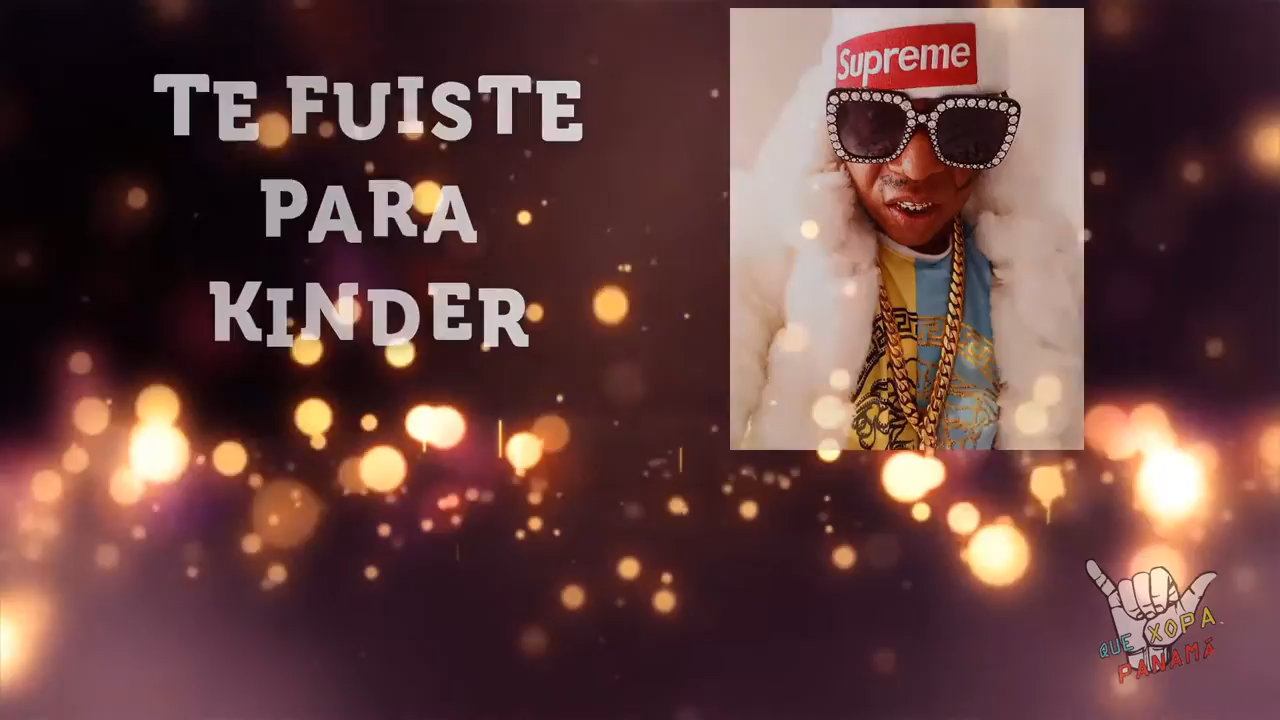 TE FUISTE
PARA
KINDER
Supreme
QUE XOPA
PANAMÁ